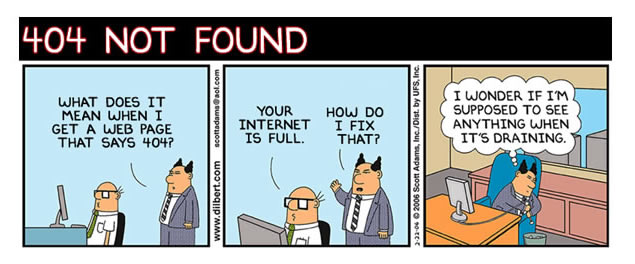 404 NOT FOUND
WHAT DOES IT
MEAN WHEN I
GET A WEB PAGE
THAT SAYS 404?
scottadams@aol.com
www.dilbert.com
YOUR
INTERNET
IS FULL.
HOW DO
I FIX
THAT?
2-22-06 © 2006 Scott Adams, Inc./Dist. by UFS, Inc.
I WONDER IF I'M
SUPPOSED TO SEE
ANYTHING WHEN
IT'S DRAINING.